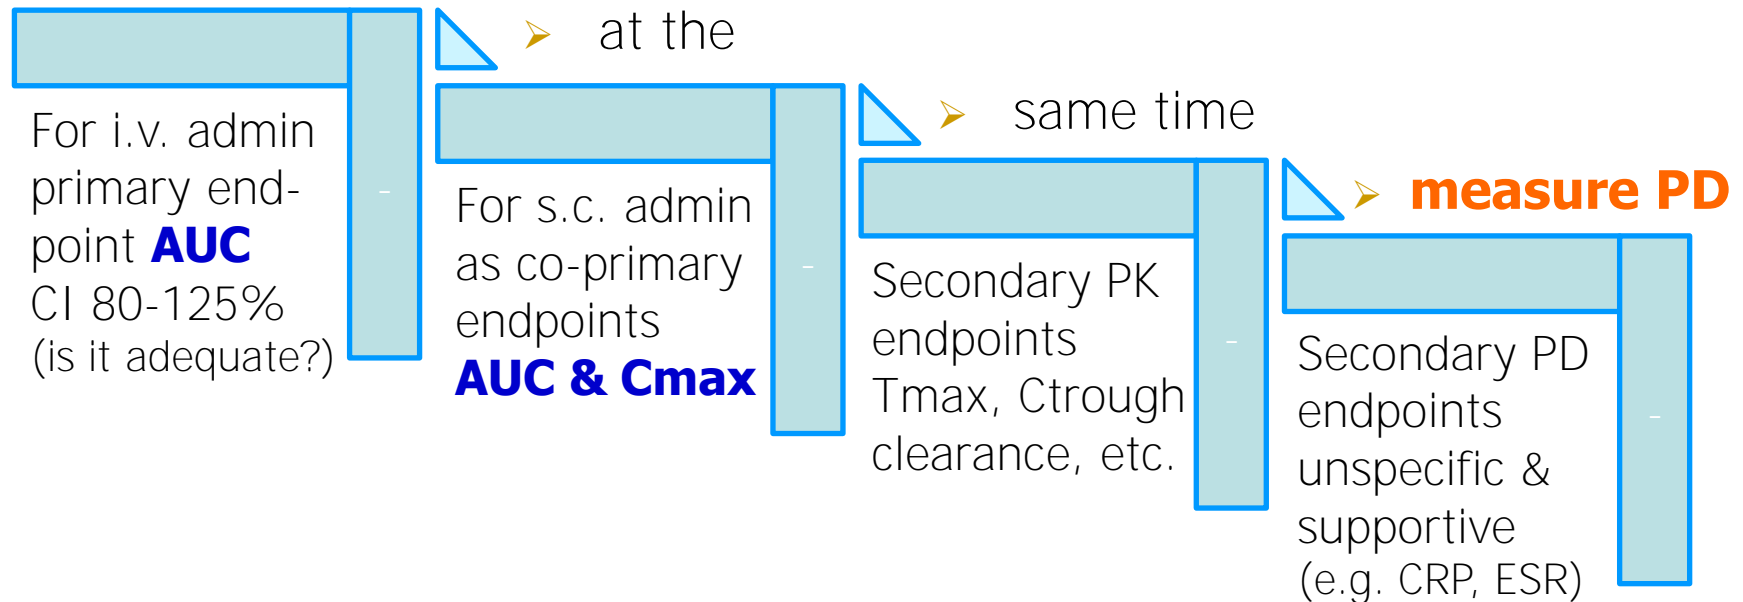 ➢ at the
For i.v. admin
primary end-
point AUC
CI 80-125%
(is it adequate?)
➢ same time
For s.c. admin
as co-primary
endpoints
AUC & Cmax
➢ measure PD
Secondary PK
endpoints
Tmax, Ctrough
clearance, etc.
Secondary PD
endpoints
unspecific &
supportive
(e.g. CRP, ESR)